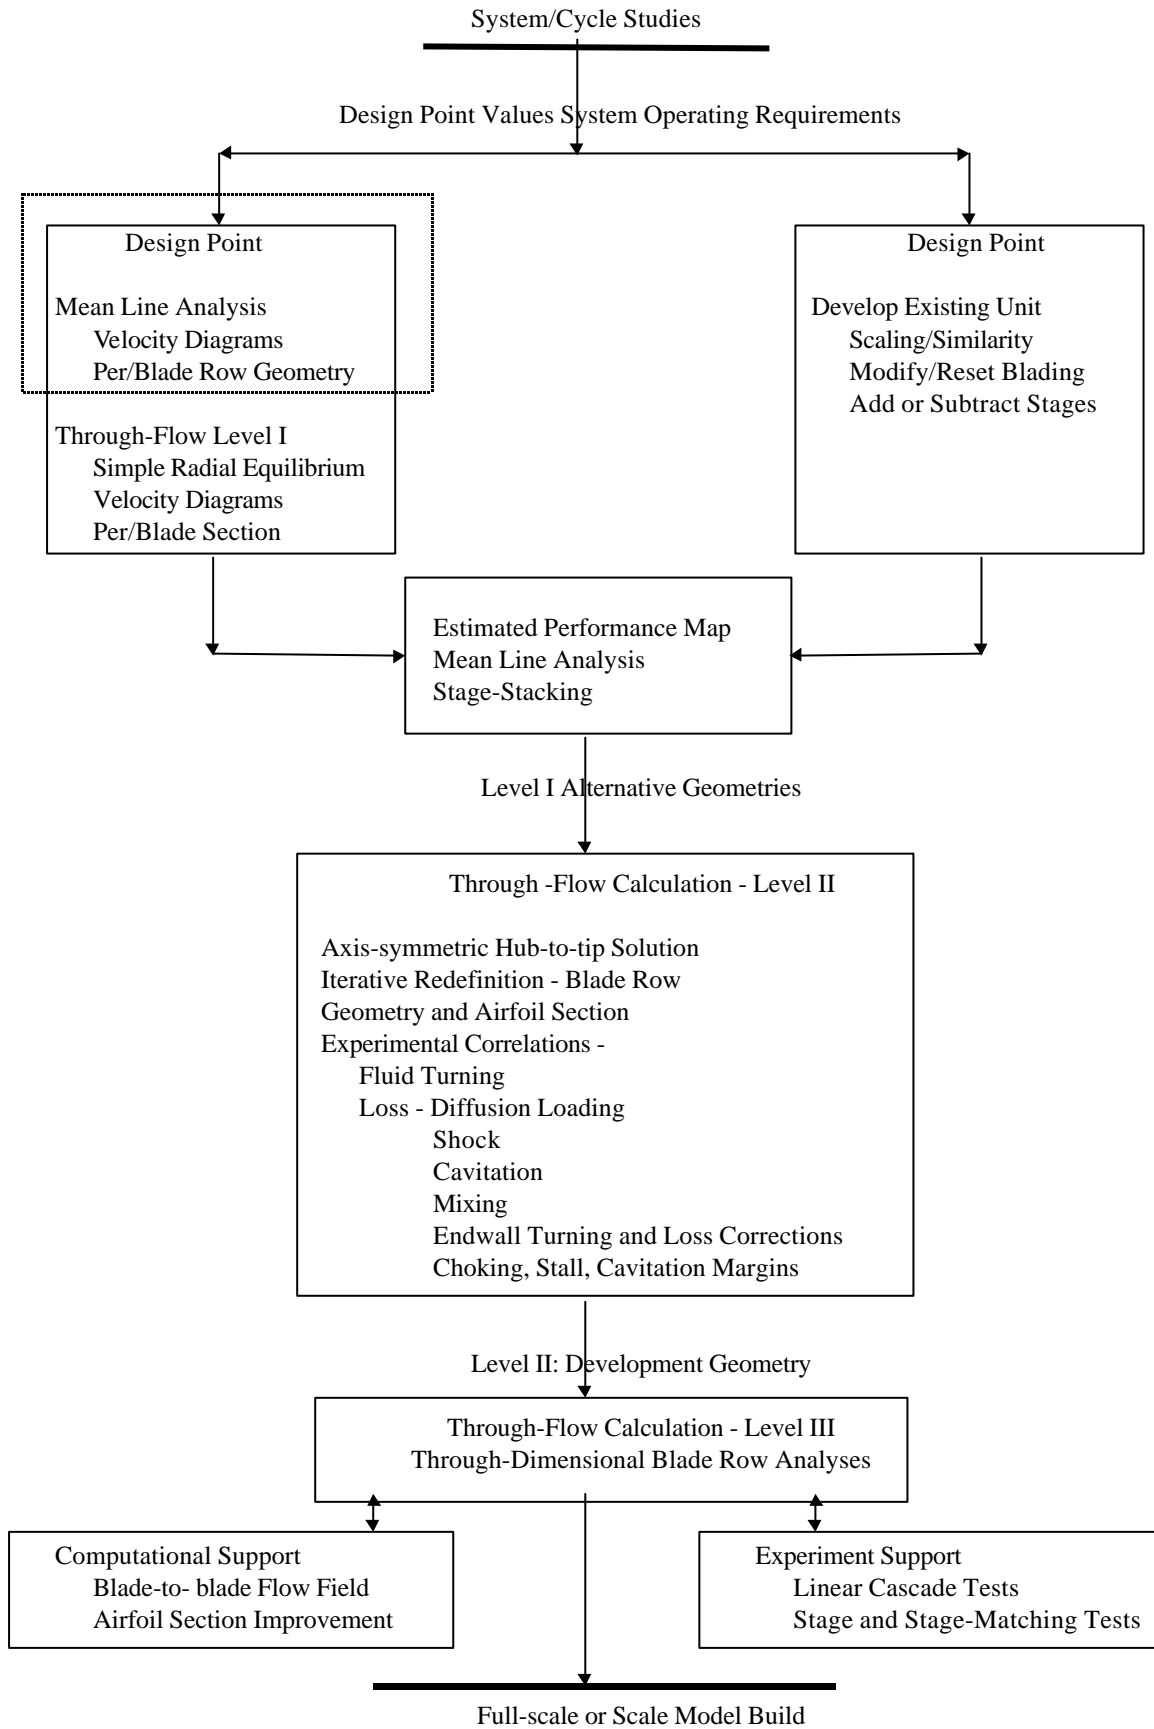 System/Cycle Studies
Design Point Values System Operating Requirements
Design Point
Mean Line Analysis
Velocity Diagrams
Per/Blade Row Geometry
Through-Flow Level I
Simple Radial Equilibrium
Velocity Diagrams
Per/Blade Section
Design Point
Develop Existing Unit
Scaling/Similarity
Modify/Reset Blading
Add or Subtract Stages
Estimated Performance Map
Mean Line Analysis
Stage-Stacking
Level I Alternative Geometries
Through -Flow Calculation - Level II
Axis-symmetric Hub-to-tip Solution
Iterative Redefinition - Blade Row
Geometry and Airfoil Section
Experimental Correlations -
Fluid Turning
Loss - Diffusion Loading
Shock
Cavitation
Mixing
Endwall Turning and Loss Corrections
Choking, Stall, Cavitation Margins
Level II: Development Geometry
Through-Flow Calculation - Level III
Through-Dimensional Blade Row Analyses
Computational Support
Blade-to- blade Flow Field
Airfoil Section Improvement
Experiment Support
Linear Cascade Tests
Stage and Stage-Matching Tests
Full-scale or Scale Model Build